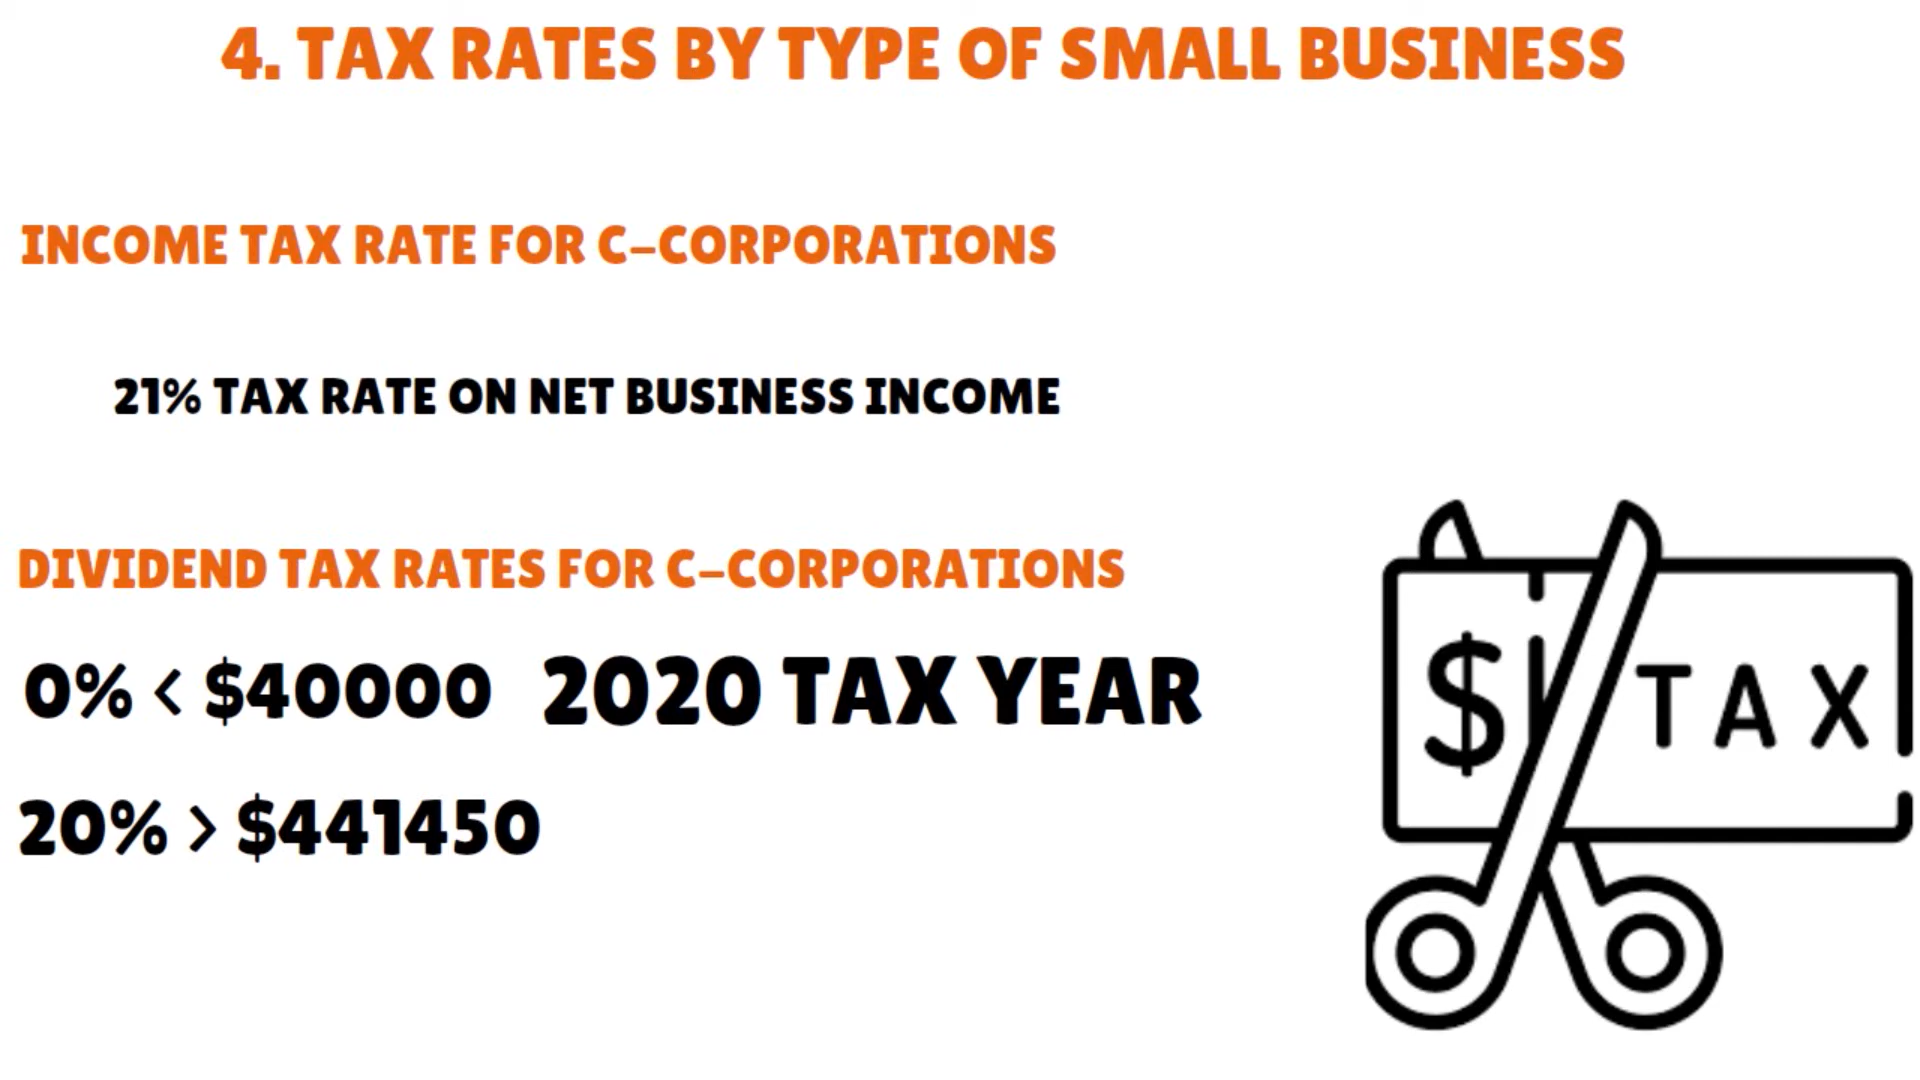 4. TAX RATES BY TYPE OF SMALL BUSINESS
INCOME TAX RATE FOR C-CORPORATIONS
21% TAX RATE ON NET BUSINESS INCOME
DIVIDEND TAX RATES FOR C-CORPORATIONS
0% < $40000 2020 TAX YEAR
20% > $441450
$ TAX